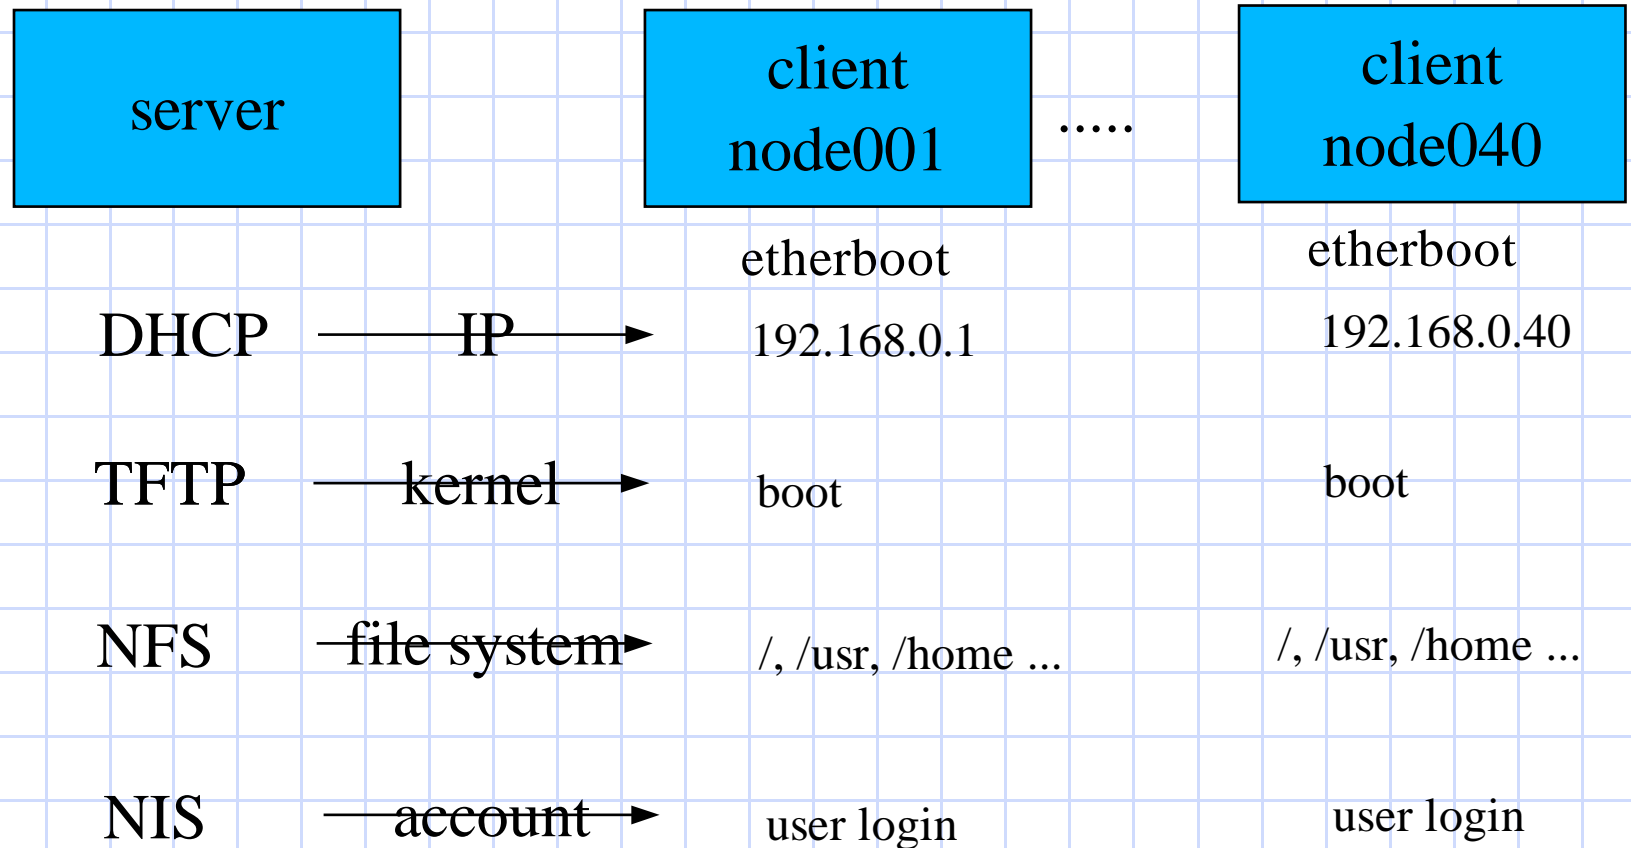 server
client
node001
.....
client
node040
etherboot
etherboot
DHCP
IP
192.168.0.1
192.168.0.40
TFTP
kernel
boot
boot
NFS
file system
/, /usr, /home ...
/, /usr, /home ...
NIS
account
user login
user login